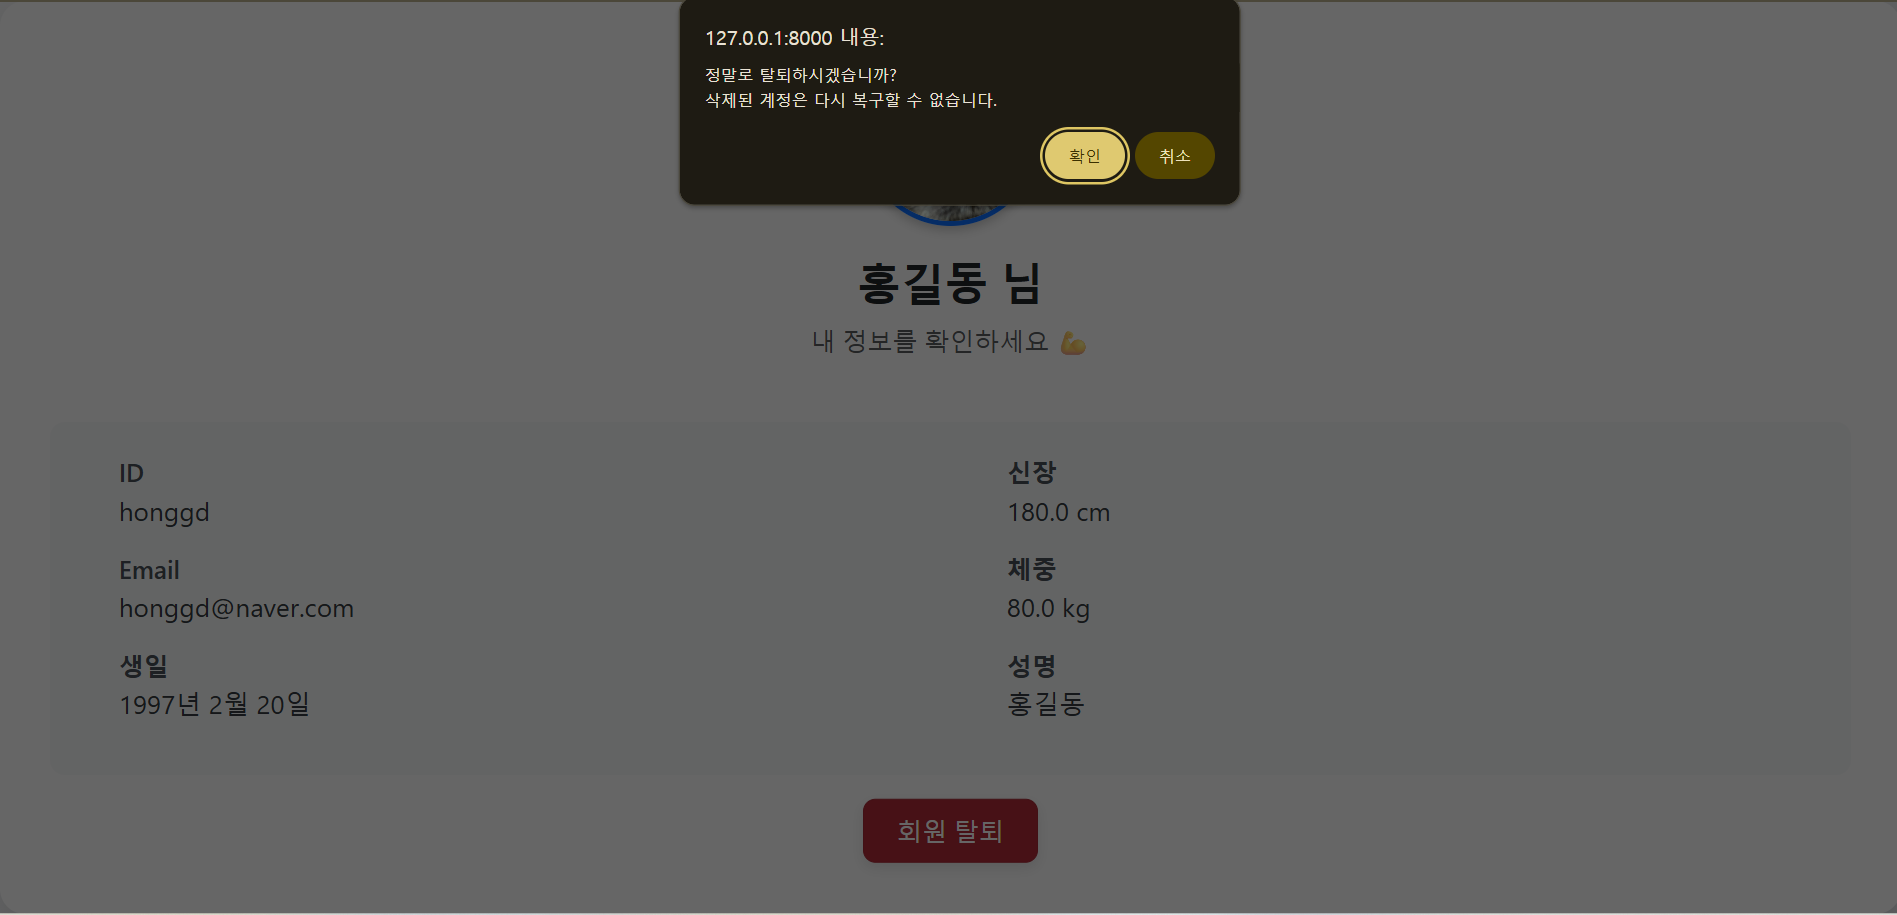 127.0.0.1:8000 내용:
정말로 탈퇴하시겠습니까?
삭제된 계정은 다시 복구할 수 없습니다.
확인 취소
홍길동 님
내 정보를 확인하세요 💪
ID
honggd
신장
180.0 cm
Email
honggd@naver.com
체중
80.0 kg
생일
1997년 2월 20일
성명
홍길동
회원 탈퇴